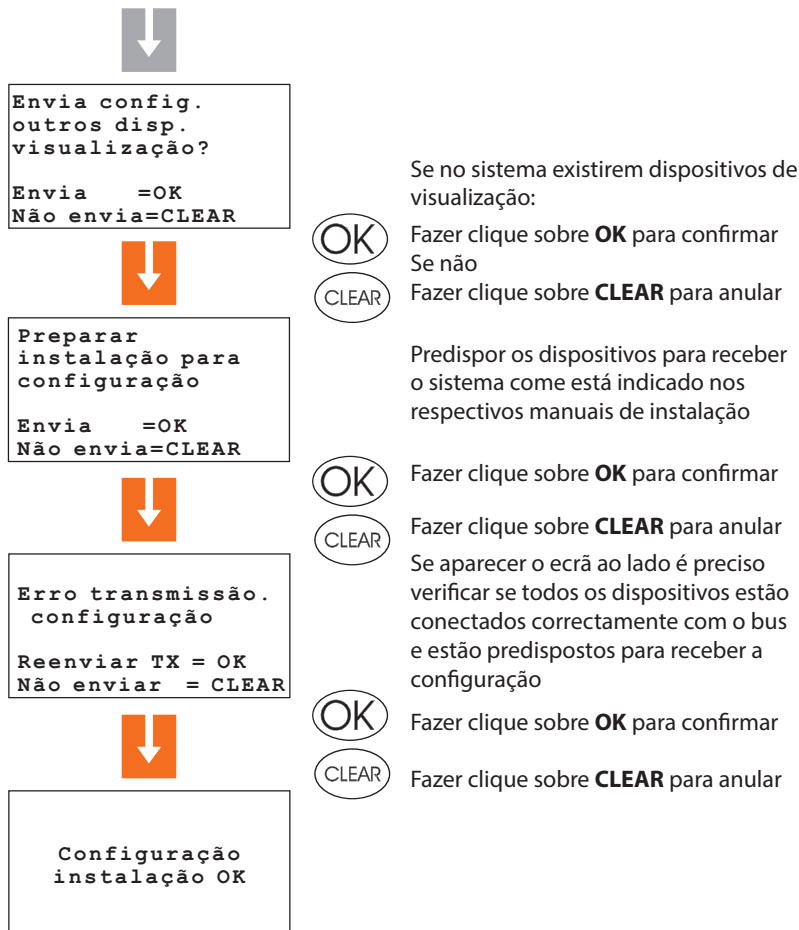 Envia config.
outros disp.
visualização?
Envia =OK
Não envia=CLEAR
Se no sistema existirem dispositivos de
visualização:
OK
Fazer clique sobre OK para confirmar
Se não
CLEAR
Fazer clique sobre CLEAR para anular
Preparar
instalação para
configuração
Envia =OK
Não envia=CLEAR
Predispor os dispositivos para receber
o sistema come está indicado nos
respectivos manuais de instalação
OK
Fazer clique sobre OK para confirmar
CLEAR
Fazer clique sobre CLEAR para anular
Erro transmissão.
configuração
Reenviar TX = OK
Não enviar = CLEAR
Se aparecer o ecrã ao lado é preciso
verificar se todos os dispositivos estão
conectados correctamente com o bus
e estão predispostos para receber a
configuração
OK
Fazer clique sobre OK para confirmar
CLEAR
Fazer clique sobre CLEAR para anular
Configuração
instalação OK